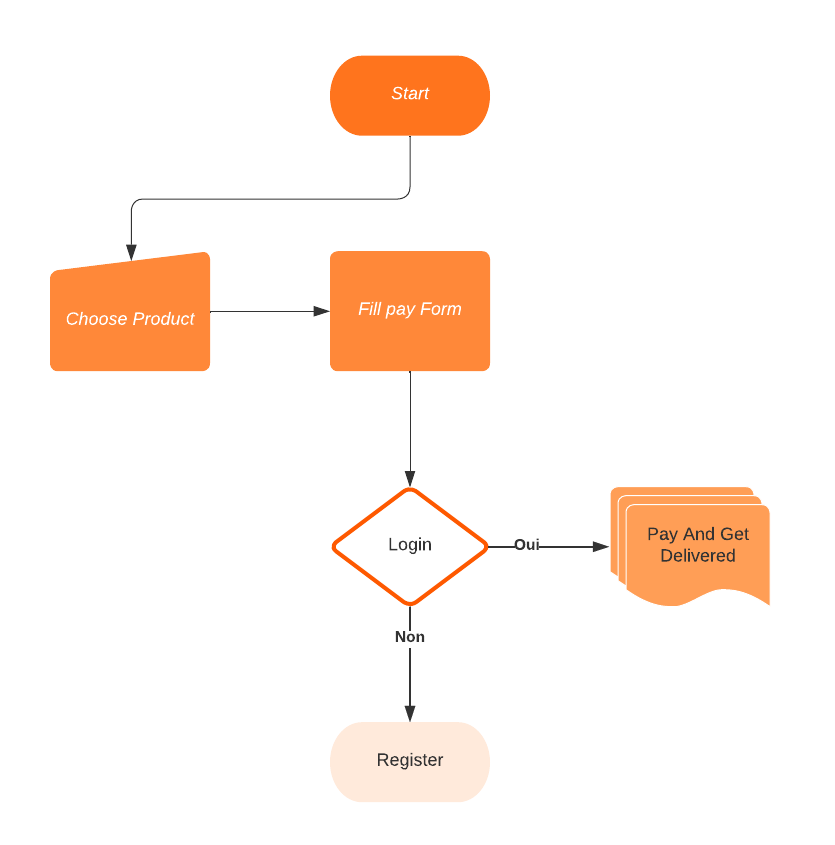 Start
Choose Product
Fill pay Form
Login
Oui
Pay And Get
Delivered
Non
Register